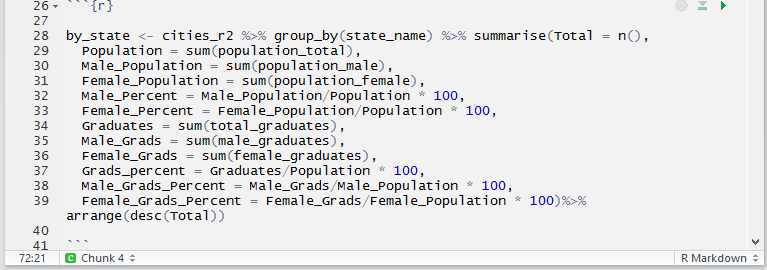 26 ```{r}
27
28 by_state <- cities_r2 %>% group_by(state_name) %>% summarise(Total = n(),
29 Population = sum(population_total),
30 Male_Population = sum(population_male),
31 Female_Population = sum(population_female),
32 Male_Percent = Male_Population/Population * 100,
33 Female_Percent = Female_Population/Population * 100,
34 Graduates = sum(total_graduates),
35 Male_Grads = sum(male_graduates),
36 Female_Grads = sum(female_graduates),
37 Grads_percent = Graduates/Population * 100,
38 Male_Grads_Percent = Male_Grads/Male_Population * 100,
39 Female_Grads_Percent = Female_Grads/Female_Population * 100)%>%
arrange(desc(Total))
40
41 ```
72:21 C Chunk 4 R Markdown